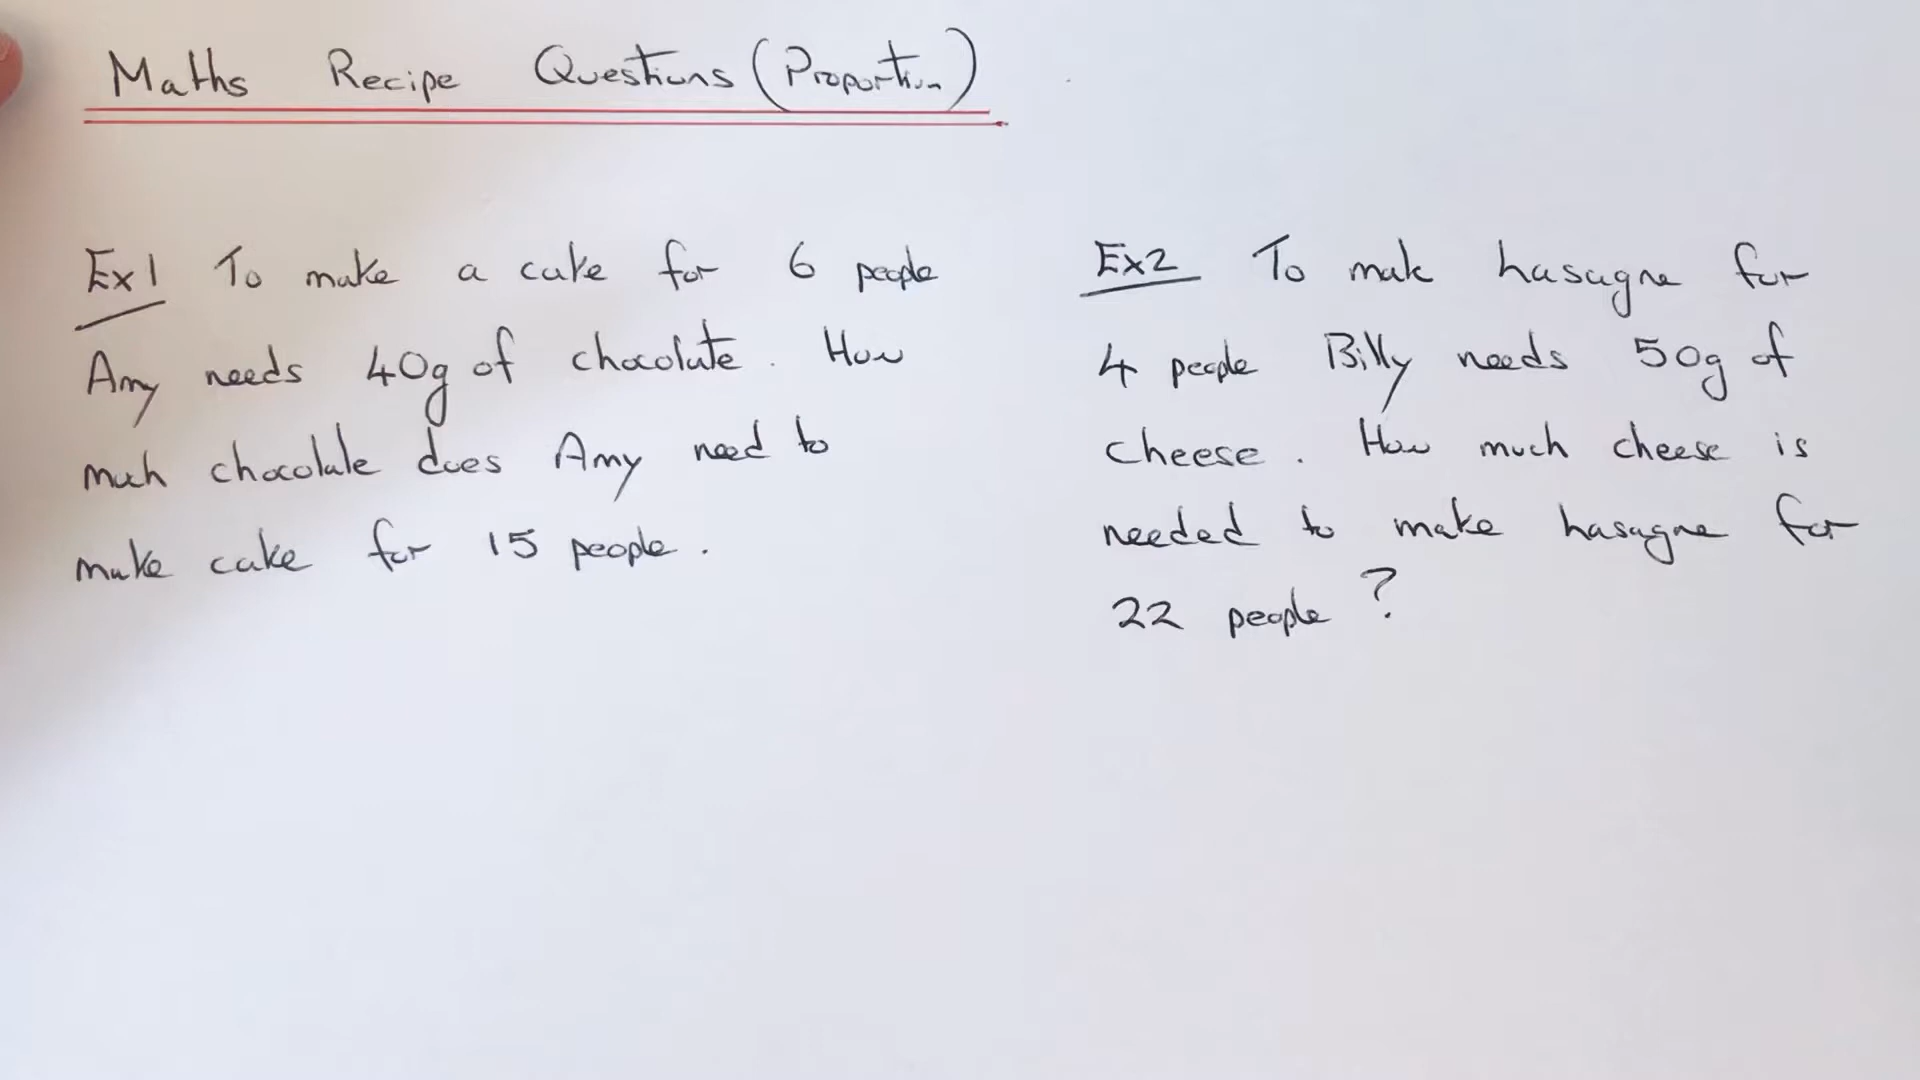 Maths Recipe Questions (Proportion)
Ex1 To make a cake for 6 people
Amy needs 40g of chocolate. How
much chocolate does Amy need to
make cake for 15 people.
Ex2 To make lasagne for
4 people Billy needs 50g of
cheese. How much cheese is
needed to make lasagne for
22 people?